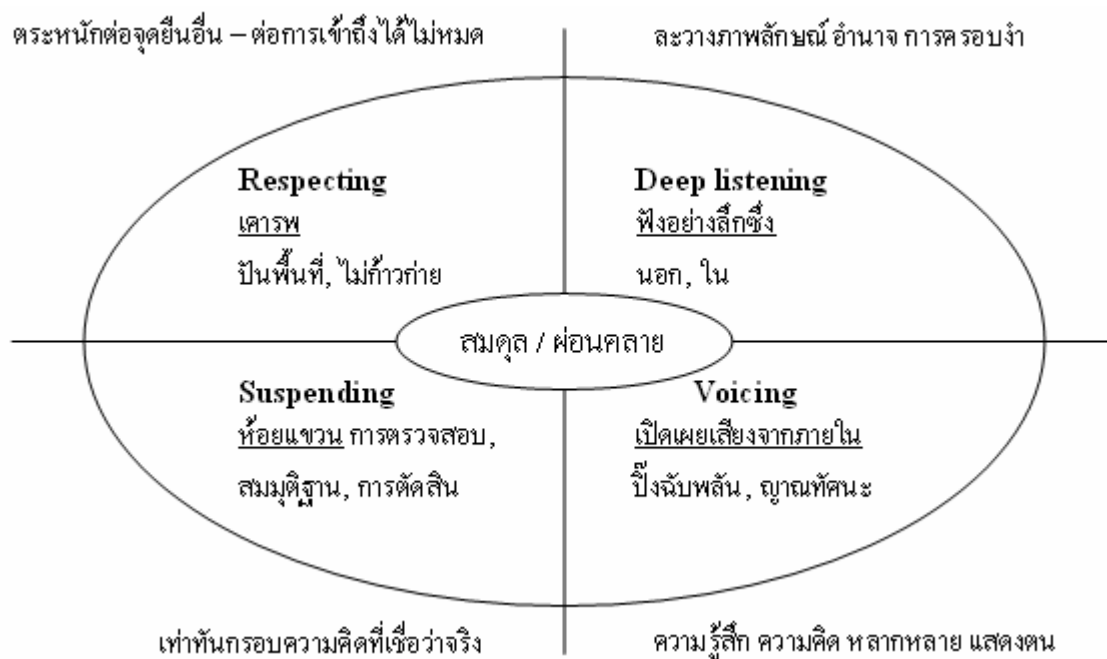 ตระหนักต่อจุดยืนอื่น – ต่อการเข้าถึงได้ไม่หมด
ละวางภาพลักษณ์ อำนาจ การครอบงำ
Respecting
เคารพ
ปันพื้นที่, ไม่ก้าวก่าย
Deep listening
ฟังอย่างลึกซึ่ง
นอก, ใน
สมดุล / ผ่อนคลาย
Suspending
ห้อยแขวน การตรวจสอบ,
สมมุติฐาน, การตัดสิน
Voicing
เปิดเผยเสียงจากภายใน
ปิ๊งฉับพลัน, ญาณทัศนะ
เท่าทันกรอบความคิดที่เชื่อว่าจริง
ความรู้สึก ความคิด หลากหลาย แสดงตน